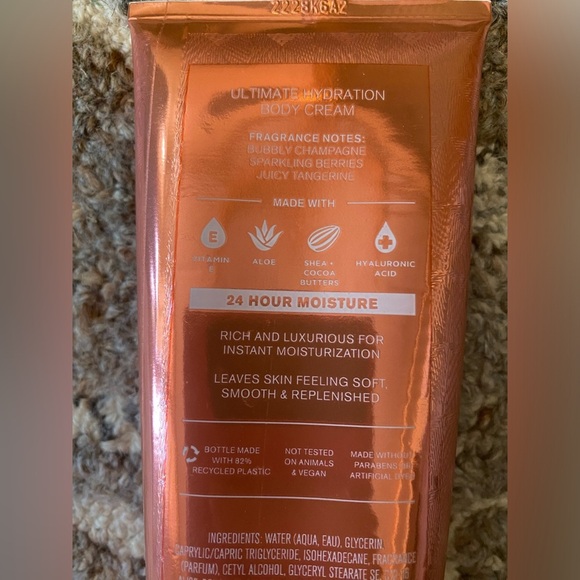 2228K6A2
ULTIMATE HYDRATION
BODY CREAM
FRAGRANCE NOTES:
BUBBLY CHAMPAGNE
SPARKLING BERRIES
JUICY TANGERINE
MADE WITH
E
VITAMIN
E
ALOE
SHEA +
COCOA
BUTTERS
HYALURONIC
ACID
24 HOUR MOISTURE
RICH AND LUXURIOUS FOR
INSTANT MOISTURIZATION
LEAVES SKIN FEELING SOFT,
SMOOTH & REPLENISHED
BOTTLE MADE
WITH 82%
RECYCLED PLASTIC
NOT TESTED
ON ANIMALS
& VEGAN
MADE WITHOUT
PARABENS OR
ARTIFICIAL DYES
INGREDIENTS: WATER (AQUA, EAU), GLYCERIN,
CAPRYLIC/CAPRIC TRIGLYCERIDE, ISOHEXADECANE, FRAGRANCE
(PARFUM), CETYL ALCOHOL, GLYCERYL STEARATE SE,